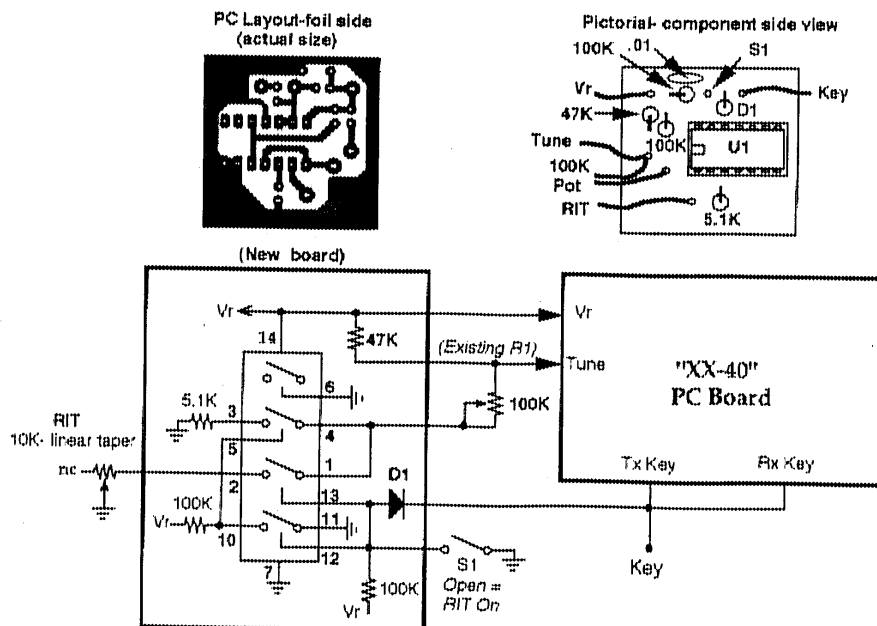 PC Layout-foil side
(actual size)
Pictorial- component side view
100K
.01
S1
Vr
Key
47K
D1
100K
U1
Tune
100K
Pot
RIT
5.1K
(New board)
Vr
14
47K
(Existing R1)
Vr
Tune
"XX-40"
PC Board
6
5.1K
3
4
100K
RIT
10K- linear taper
5
nc
2
1
D1
Tx Key
Rx Key
13
100K
Vr
11
10
12
7
100K
Vr
S1
Open =
RIT On
Key